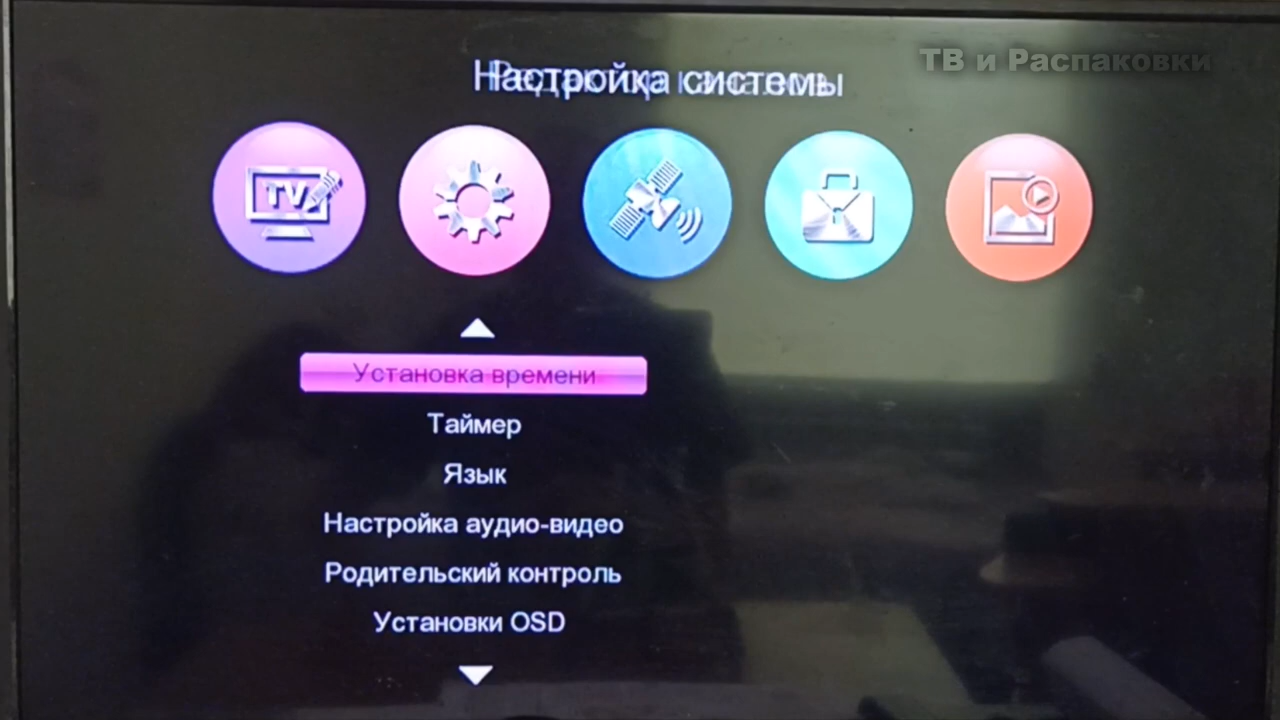 ТВ и Распаковки
Настройка системы
TV
Установка времени
Таймер
Язык
Настройка аудио-видео
Родительский контроль
Установки OSD